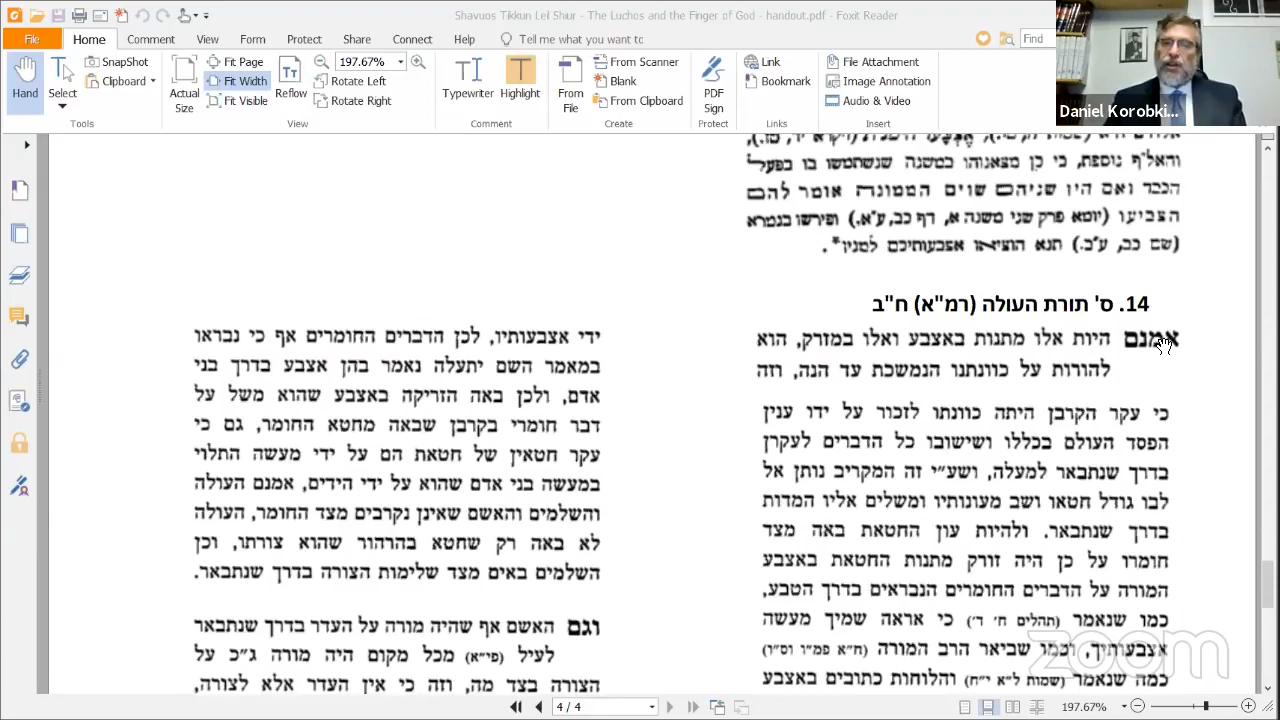 Shavuos Tikkun Lel Shur - The Luchos and the Finger of God - handout.pdf - Foxit Reader
File Home Comment View Form Protect Connect Help Tell me what you want to Find
SnapShot Fit Page 197.67% From Scanner Link File Attachment
Clipboard Fit Width Rotate Left Blank Bookmark Image Annotation
Hand Select Actual Size Fit Visible Reflow Rotate Right Typewriter Highlight From File From Clipboard PDF Sign Audio & Video
Tools View Comment Create Protect Links Insert
Daniel Korobki...
והאל"ף נוספת, כי כן מצאנוהו במשנה שנשתמשו בו בפעל
הכבד ואם היו שניהם שוים הממונה אומר להם
הצביעו (יומא פרק שני משנה א, דף כב, ע"א.) ופירשו בגמרא
(שם כב, ע"ב.) תנא הוציאו אצבעותיכם למנין*.
14. ס' תורת העולה (רמ"א) ח"ב
אמנם היות אלו מתנות באצבע ואלו במזרק, הוא
להורות על כוונתנו הנמשכת עד הנה, וזה
כי עקר הקרבן היתה כוונתו לזכור על ידו ענין
הפסד העולם בכללו ושישובו כל הדברים לעקרן
בדרך שנתבאר למעלה, ושע"י זה המקריב נותן אל
לבו גודל חטאו ושב מעונותיו ומשלים אליו המדות
בדרך שנתבאר. ולהיות עון החטאת באה מצד
חומרו על כן היה זורק מתנות החטאת באצבע
המורה על הדברים החומרים הנבראים בדרך הטבע,
כמו שנאמר (תהלים ח' ד') כי אראה שמיך מעשה
אצבעותיך, וכמו שביאר הרב המורה (ח"א פמ"ו וס"ו)
כמה שנאמר (שמות ל"א י"ח) והלוחות כתובים באצבע
ידי אצבעותיו, לכן הדברים החומרים אף כי נבראו
במאמר השם יתעלה נאמר בהן אצבע בדרך בני
אדם, ולכן באה הזריקה באצבע שהוא משל על
דבר חומרי בקרבן שבאה מחטא החומר, גם כי
עקר חטאין של חטאת הם על ידי מעשה התלוי
במעשה בני אדם שהוא על ידי הידים, אמנם העולה
והשלמים והאשם שאינן נקרבים מצד החומר, העולה
לא באה רק שחטא בהרהור שהוא צורתו, וכן
השלמים באים מצד שלימות הצורה בדרך שנתבאר.
וגם האשם אף שהיה מורה על העדר בדרך שנתבאר
לעיל (פי"א) מכל מקום היה מורה ג"כ על
הצורה בצד מה, וזה כי אין העדר אלא לצורה,
zoom
4 / 4 197.67%